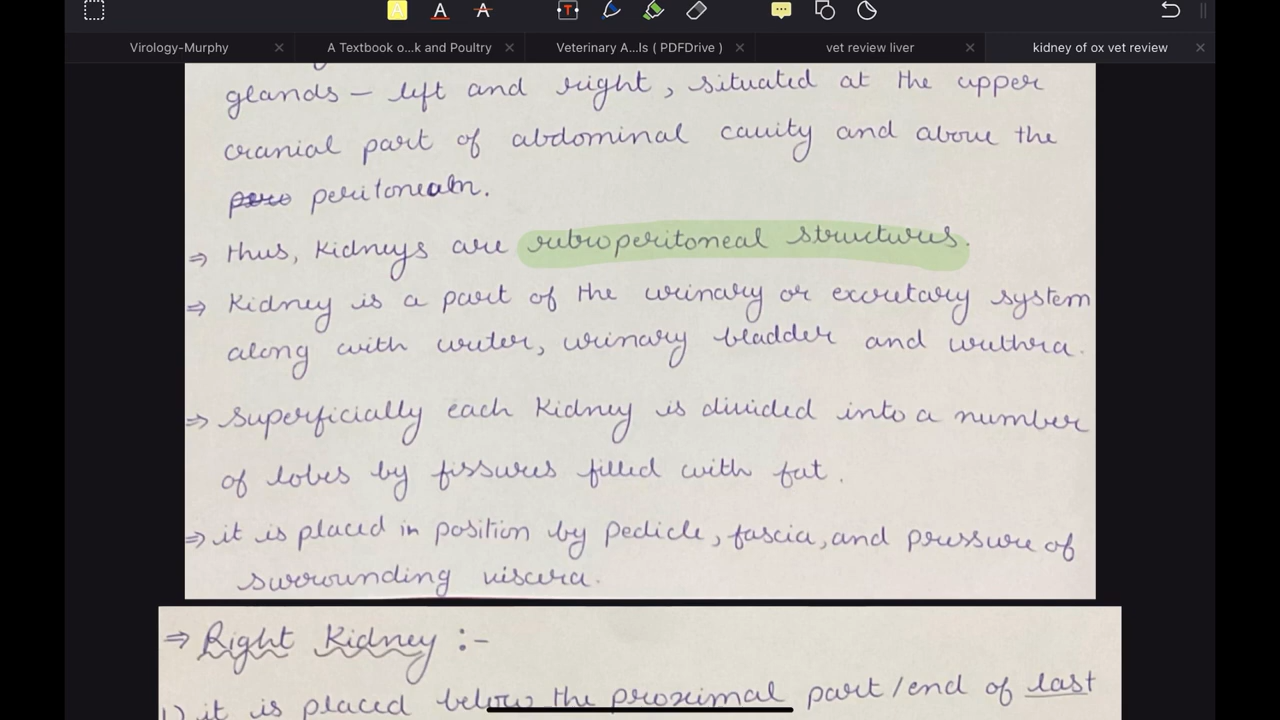 Virology-Murphy
A Textbook o...k and Poultry
Veterinary A...ls ( PDFDrive )
vet review liver
kidney of ox vet review
glands – left and right, situated at the upper
cranial part of abdominal cavity and above the
peritonealn.
⇒ thus, kidneys are retroperitoneal structures.
⇒ Kidney is a part of the urinary or excretary system
along with ureter, urinary bladder and urethra.
⇒ Superficially each kidney is divided into a number
of lobes by fissures filled with fat.
⇒ it is placed in position by pedicle, fascia, and pressure of
surrounding viscera.
⇒ Right Kidney :-
1) it is placed below the proximal part/end of last